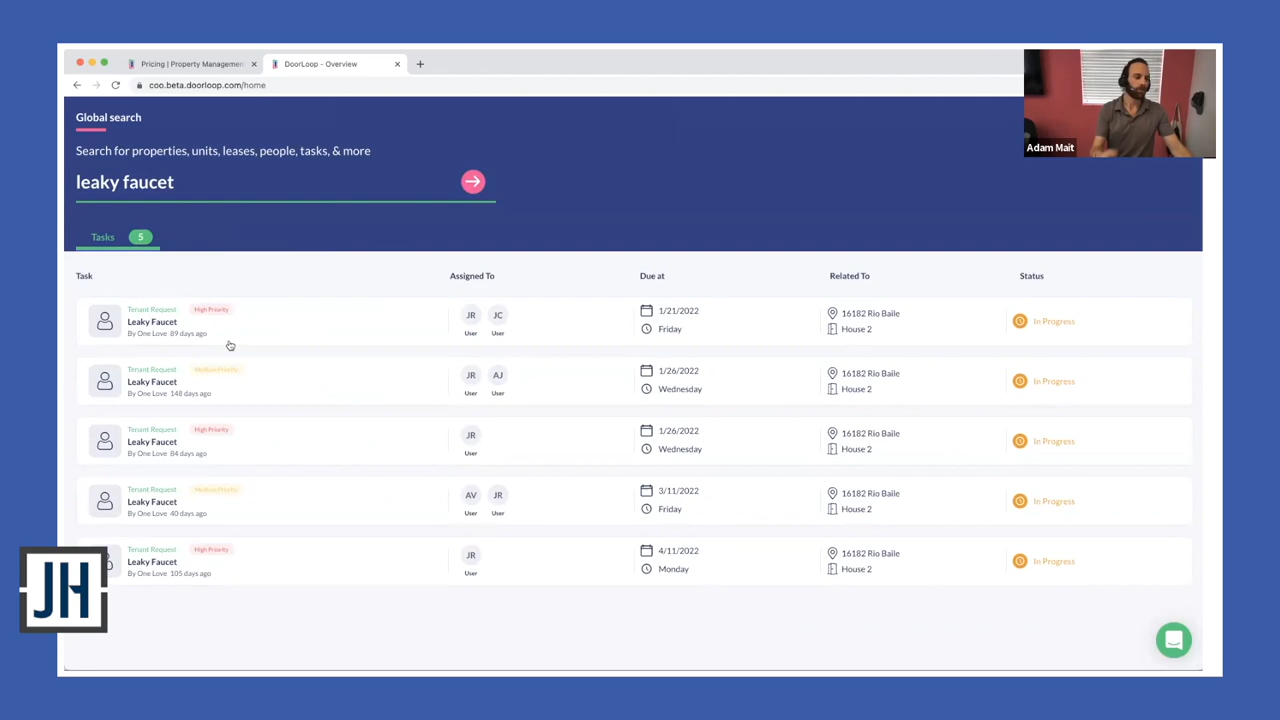 Pricing | Property Managemen
DoorLoop - Overview
coo.beta.doorloop.com/home
Adam Mait
Global search
Search for properties, units, leases, people, tasks, & more
leaky faucet
Tasks 5
Task Assigned To Due at Related To Status
Tenant Request High Priority
Leaky Faucet
By One Love 89 days ago
JR JC
User User
1/21/2022
Friday
16182 Rio Baile
House 2
In Progress
Tenant Request Medium Priority
Leaky Faucet
By One Love 148 days ago
JR AJ
User User
1/26/2022
Wednesday
16182 Rio Baile
House 2
In Progress
Tenant Request High Priority
Leaky Faucet
By One Love 84 days ago
JR
User
1/26/2022
Wednesday
16182 Rio Baile
House 2
In Progress
Tenant Request Medium Priority
Leaky Faucet
By One Love 40 days ago
AV JR
User User
3/11/2022
Friday
16182 Rio Baile
House 2
In Progress
Tenant Request High Priority
Leaky Faucet
By One Love 105 days ago
JR
User
4/11/2022
Monday
16182 Rio Baile
House 2
In Progress
JH